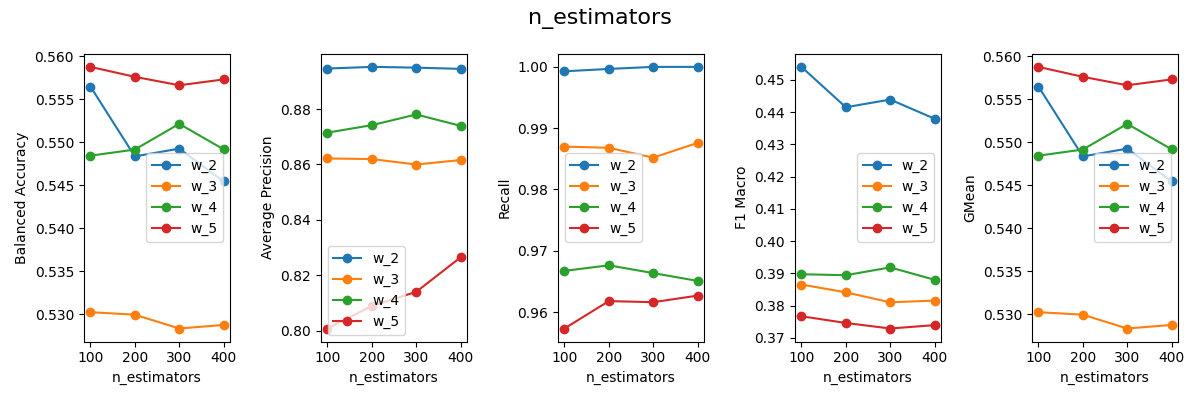 n_estimators
Balanced Accuracy
0.560
0.555
0.550
0.545
0.540
0.535
0.530
w_2
w_3
w_4
w_5
100 200 300 400
n_estimators
Average Precision
0.88
0.86
0.84
0.82
0.80
w_2
w_3
w_4
w_5
100 200 300 400
n_estimators
Recall
1.00
0.99
0.98
0.97
0.96
w_2
w_3
w_4
w_5
100 200 300 400
n_estimators
F1 Macro
0.45
0.44
0.43
0.42
0.41
0.40
0.39
0.38
0.37
w_2
w_3
w_4
w_5
100 200 300 400
n_estimators
GMean
0.560
0.555
0.550
0.545
0.540
0.535
0.530
w_2
w_3
w_4
w_5
100 200 300 400
n_estimators